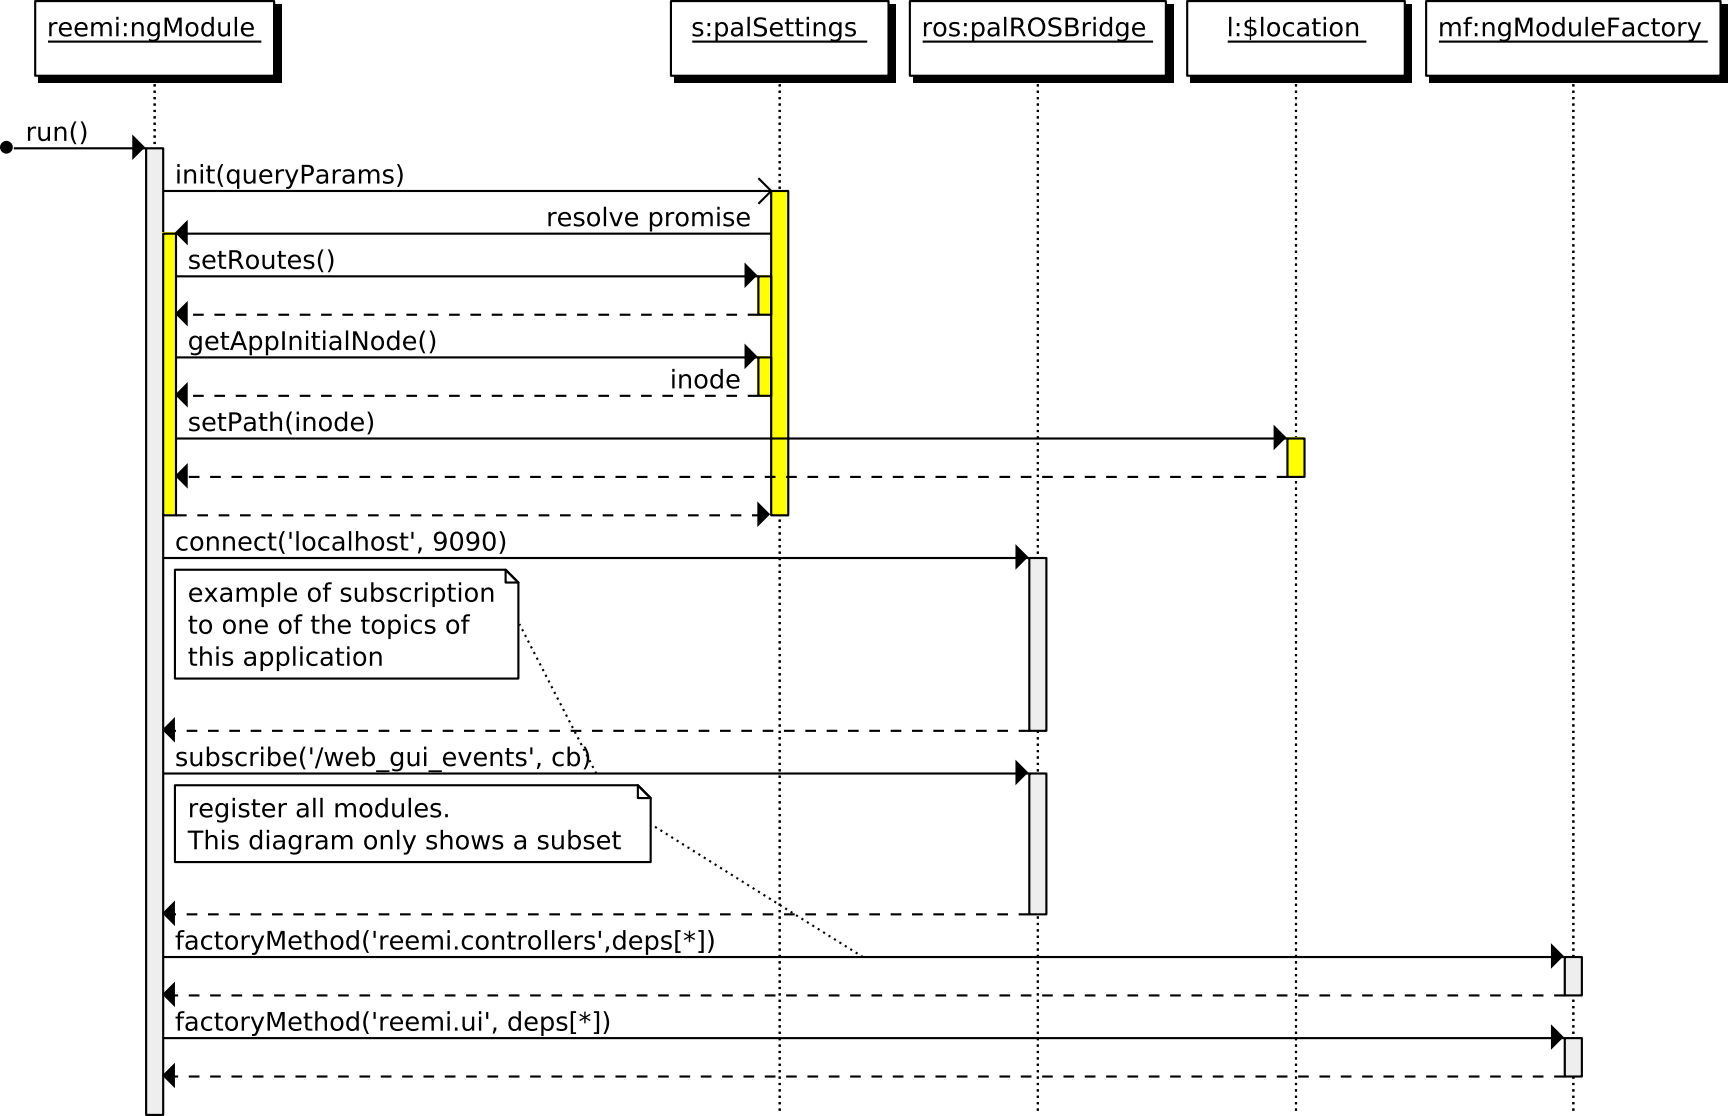 reemi:ngModule
s:palSettings
ros:palROSBridge
l:$location
mf:ngModuleFactory
run()
init(queryParams)
resolve promise
setRoutes()
getAppInitialNode()
inode
setPath(inode)
connect('localhost', 9090)
example of subscription
to one of the topics of
this application
subscribe('/web_gui_events', cb)
register all modules.
This diagram only shows a subset
factoryMethod('reemi.controllers',deps[*])
factoryMethod('reemi.ui', deps[*])